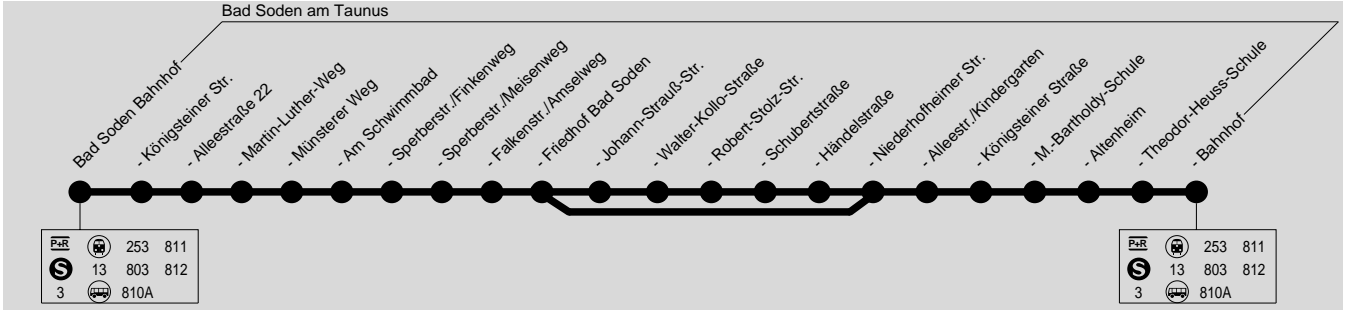 Bad Soden am Taunus
Bad Soden Bahnhof
- Königsteiner Str.
- Alleestraße 22
- Martin-Luther-Weg
- Münsterer Weg
- Am Schwimmbad
- Sperberstr./Finkenweg
- Sperberstr./Meisenweg
- Falkenstr./Amselweg
- Friedhof Bad Soden
- Johann-Strauß-Str.
- Walter-Kollo-Straße
- Robert-Stolz-Str.
- Schubertstraße
- Händelstraße
- Niederhofheimer Str.
- Alleestr./Kindergarten
- Königsteiner Straße
- M.-Bartholdy-Schule
- Altenheim
- Theodor-Heuss-Schule
- Bahnhof
P+R 253 811
S 13 803 812
3 810A
P+R 253 811
S 13 803 812
3 810A